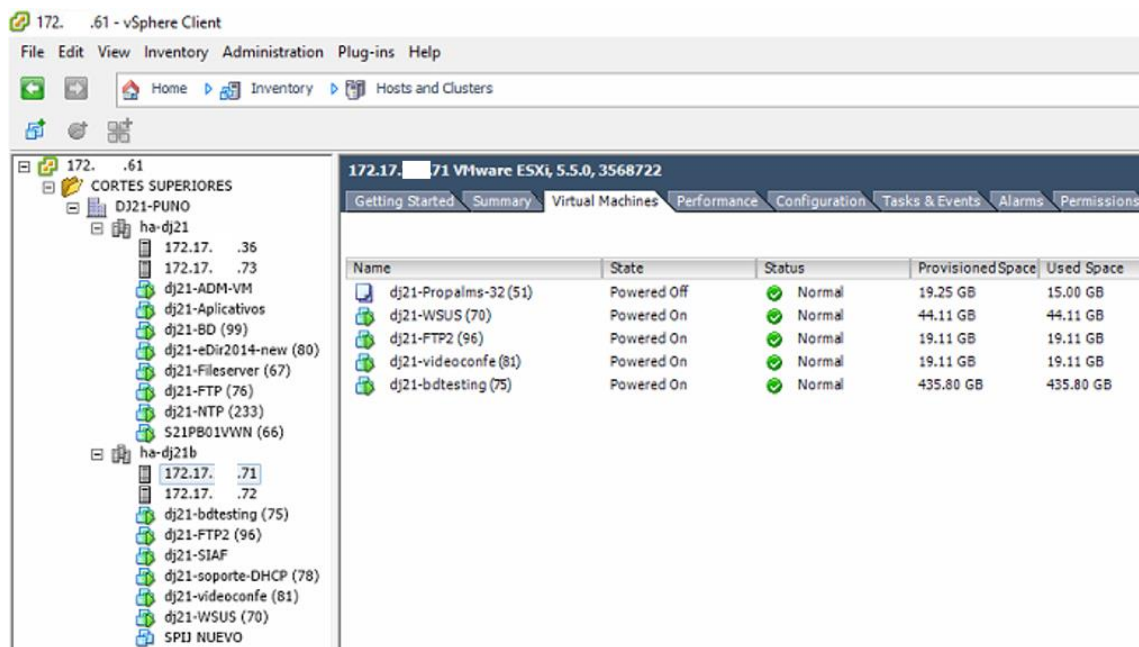 172. .61 - vSphere Client
File Edit View Inventory Administration Plug-ins Help
Home Inventory Hosts and Clusters
172. .61
CORTES SUPERIORES
DJ21-PUNO
ha-dj21
172.17. .36
172.17. .73
dj21-ADM-VM
dj21-Aplicativos
dj21-BD (99)
dj21-eDir2014-new (80)
dj21-Fileserver (67)
dj21-FTP (76)
dj21-NTP (233)
S21PB01VWN (66)
ha-dj21b
172.17. .71
172.17. .72
dj21-bdtesting (75)
dj21-FTP2 (96)
dj21-SIAF
dj21-soporte-DHCP (78)
dj21-videoconfe (81)
dj21-WSUS (70)
SPIJ NUEVO
172.17. .71 VMware ESXi, 5.5.0, 3568722
Getting Started Summary Virtual Machines Performance Configuration Tasks & Events Alarms Permissions
Name State Status Provisioned Space Used Space
dj21-Propalms-32 (51) Powered Off Normal 19.25 GB 15.00 GB
dj21-WSUS (70) Powered On Normal 44.11 GB 44.11 GB
dj21-FTP2 (96) Powered On Normal 19.11 GB 19.11 GB
dj21-videoconfe (81) Powered On Normal 19.11 GB 19.11 GB
dj21-bdtesting (75) Powered On Normal 435.80 GB 435.80 GB